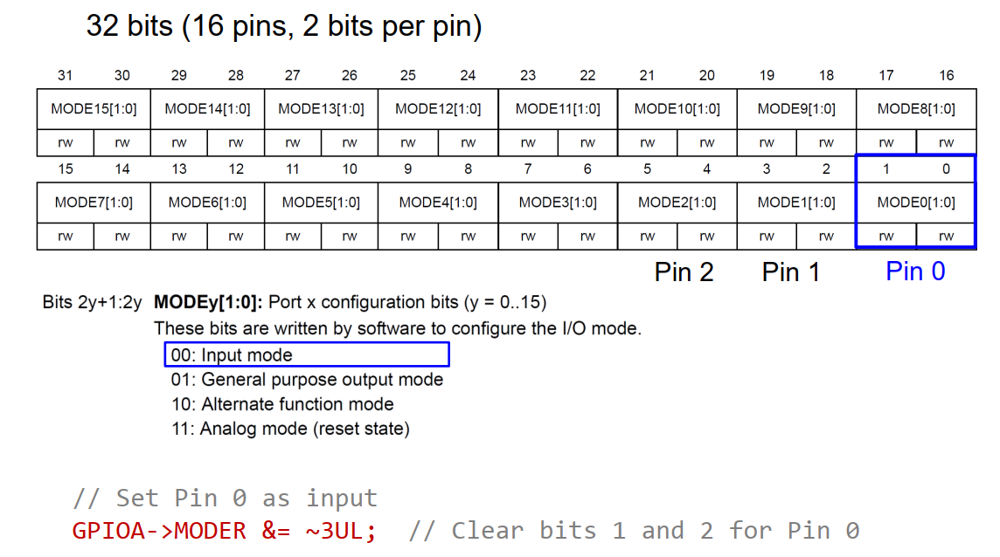 32 bits (16 pins, 2 bits per pin)
31 30 29 28 27 26 25 24 23 22 21 20 19 18 17 16
MODE15[1:0] MODE14[1:0] MODE13[1:0] MODE12[1:0] MODE11[1:0] MODE10[1:0] MODE9[1:0] MODE8[1:0]
rw rw rw rw rw rw rw rw rw rw rw rw rw rw rw rw
15 14 13 12 11 10 9 8 7 6 5 4 3 2 1 0
MODE7[1:0] MODE6[1:0] MODE5[1:0] MODE4[1:0] MODE3[1:0] MODE2[1:0] MODE1[1:0] MODE0[1:0]
rw rw rw rw rw rw rw rw rw rw rw rw rw rw rw rw
Pin 2 Pin 1 Pin 0
Bits 2y+1:2y MODEy[1:0]: Port x configuration bits (y = 0..15)
These bits are written by software to configure the I/O mode.
00: Input mode
01: General purpose output mode
10: Alternate function mode
11: Analog mode (reset state)
// Set Pin 0 as input
GPIOA->MODER &= ~3UL; // Clear bits 1 and 2 for Pin 0